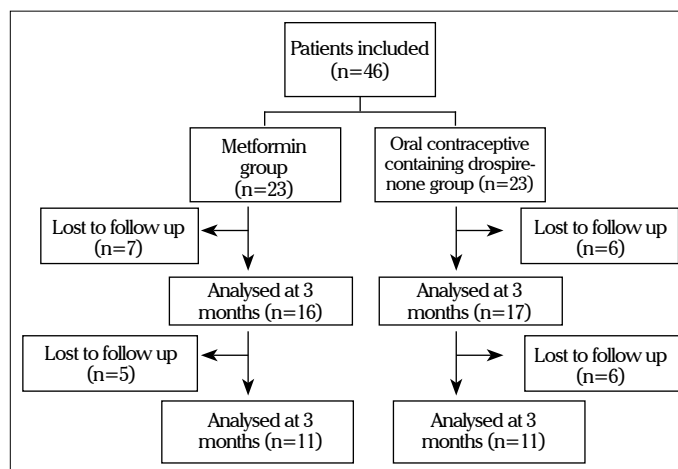 Patients included
(n=46)
Metformin
group
(n=23)
Oral contraceptive
containing drospire-
none group (n=23)
Lost to follow up
(n=7)
Lost to follow up
(n=6)
Analysed at 3
months (n=16)
Analysed at 3
months (n=17)
Lost to follow up
(n=5)
Lost to follow up
(n=6)
Analysed at 3
months (n=11)
Analysed at 3
months (n=11)